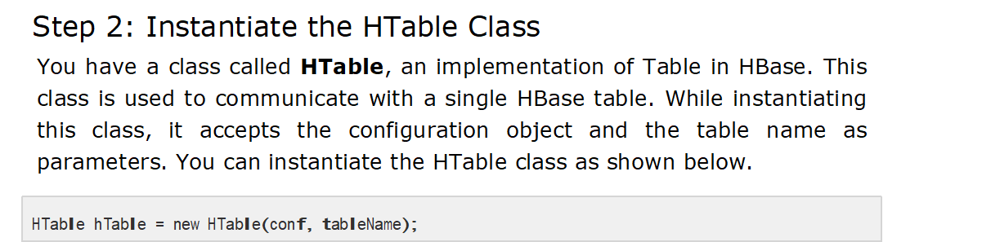 Step 2: Instantiate the HTable Class
You have a class called HTable, an implementation of Table in HBase. This
class is used to communicate with a single HBase table. While instantiating
this class, it accepts the configuration object and the table name as
parameters. You can instantiate the HTable class as shown below.
HTable hTable = new HTable(conf, tableName);